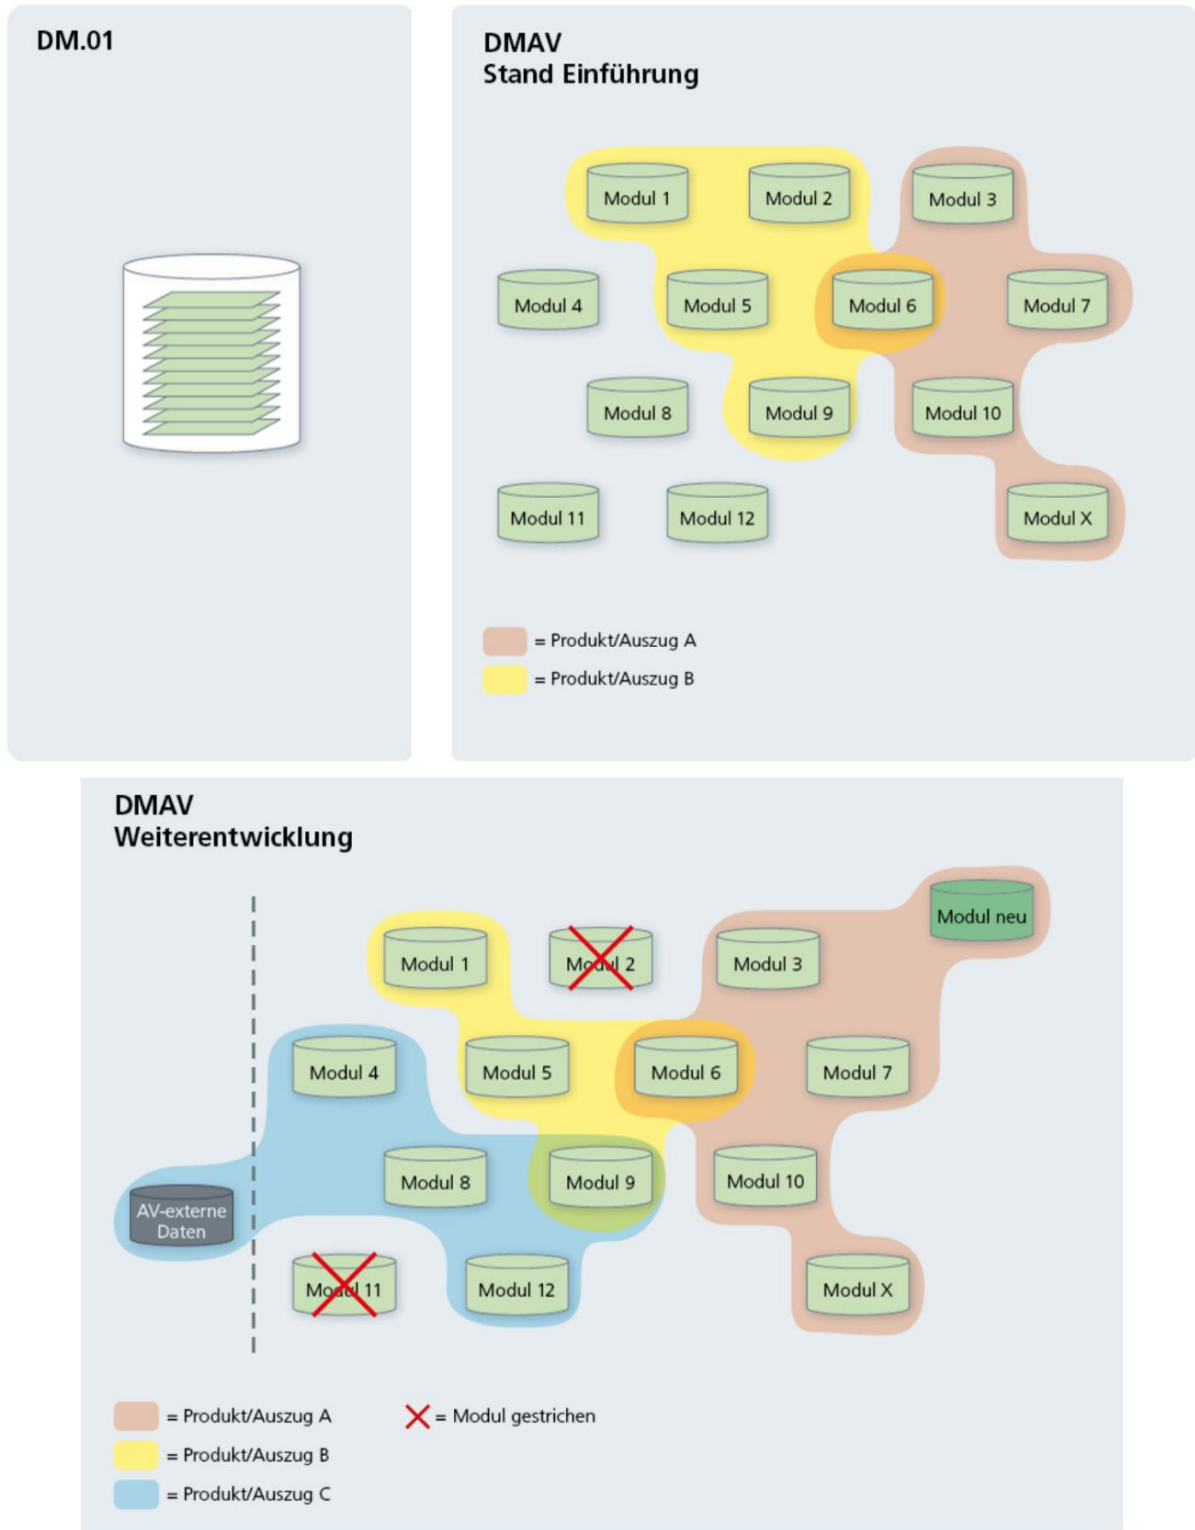 DM.01
DMAV
Stand Einführung
Modul 1
Modul 2
Modul 3
Modul 4
Modul 5
Modul 6
Modul 7
Modul 8
Modul 9
Modul 10
Modul 11
Modul 12
Modul X
= Produkt/Auszug A
= Produkt/Auszug B
DMAV
Weiterentwicklung
Modul neu
Modul 1
Modul 2
Modul 3
Modul 4
Modul 5
Modul 6
Modul 7
Modul 8
Modul 9
Modul 10
AV-externe
Daten
Modul 11
Modul 12
Modul X
= Produkt/Auszug A
= Modul gestrichen
= Produkt/Auszug B
= Produkt/Auszug C